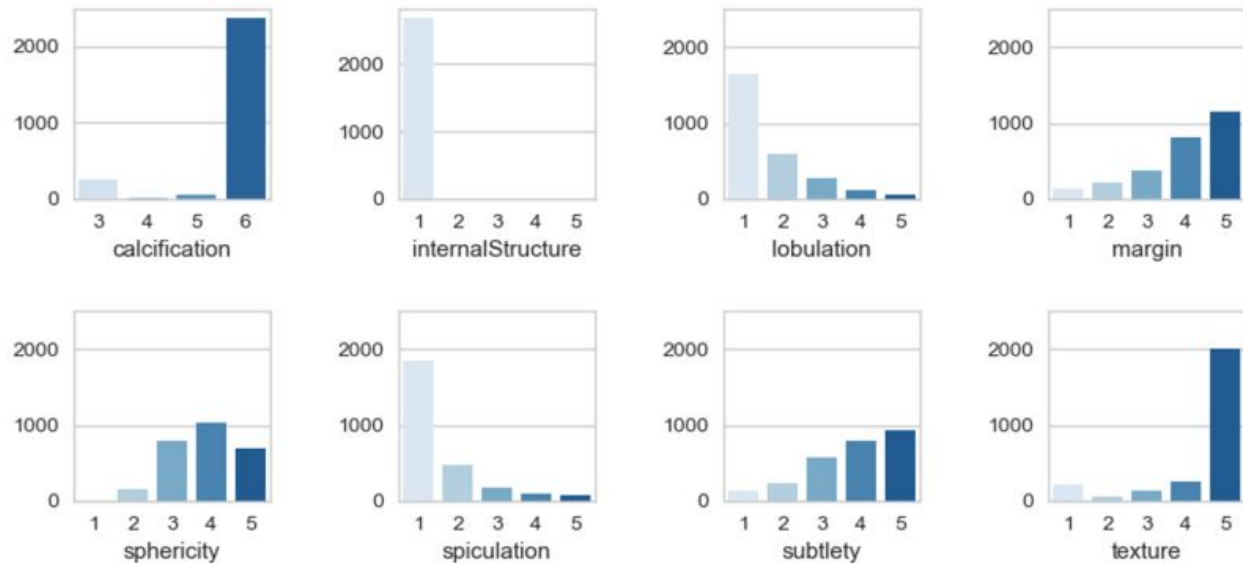 2000 2000 2000 2000
1000 1000 1000 1000
0 0 0 0
3 4 5 6 1 2 3 4 5 1 2 3 4 5 1 2 3 4 5
calcification internalStructure lobulation margin
2000 2000 2000 2000
1000 1000 1000 1000
0 0 0 0
1 2 3 4 5 1 2 3 4 5 1 2 3 4 5 1 2 3 4 5
sphericity spiculation subtlety texture